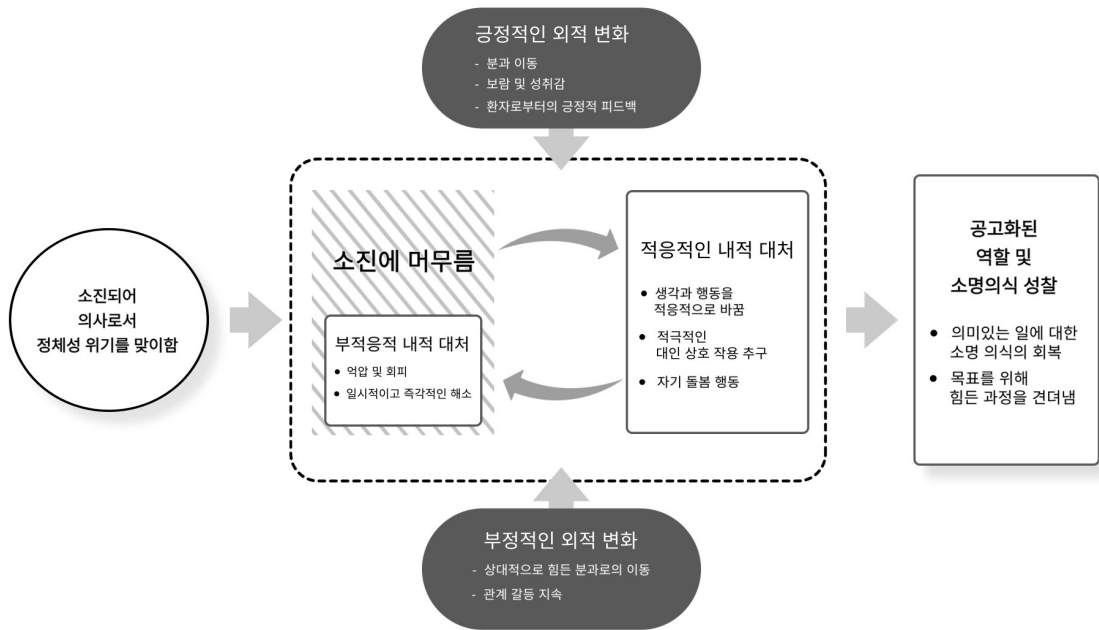 긍정적인 외적 변화
- 분과 이동
- 보람 및 성취감
- 환자로부터의 긍정적 피드백
소진되어
의사로서
정체성 위기를 맞이함
소진에 머무름
부적응적 내적 대처
● 억압 및 회피
● 일시적이고 즉각적인 해소
적응적인 내적 대처
● 생각과 행동을
적응적으로 바꿈
● 적극적인
대인 상호 작용 추구
● 자기 돌봄 행동
공고화된
역할 및
소명의식 성찰
● 의미있는 일에 대한
소명 의식의 회복
● 목표를 위해
힘든 과정을 견뎌냄
부정적인 외적 변화
- 상대적으로 힘든 분과로의 이동
- 관계 갈등 지속